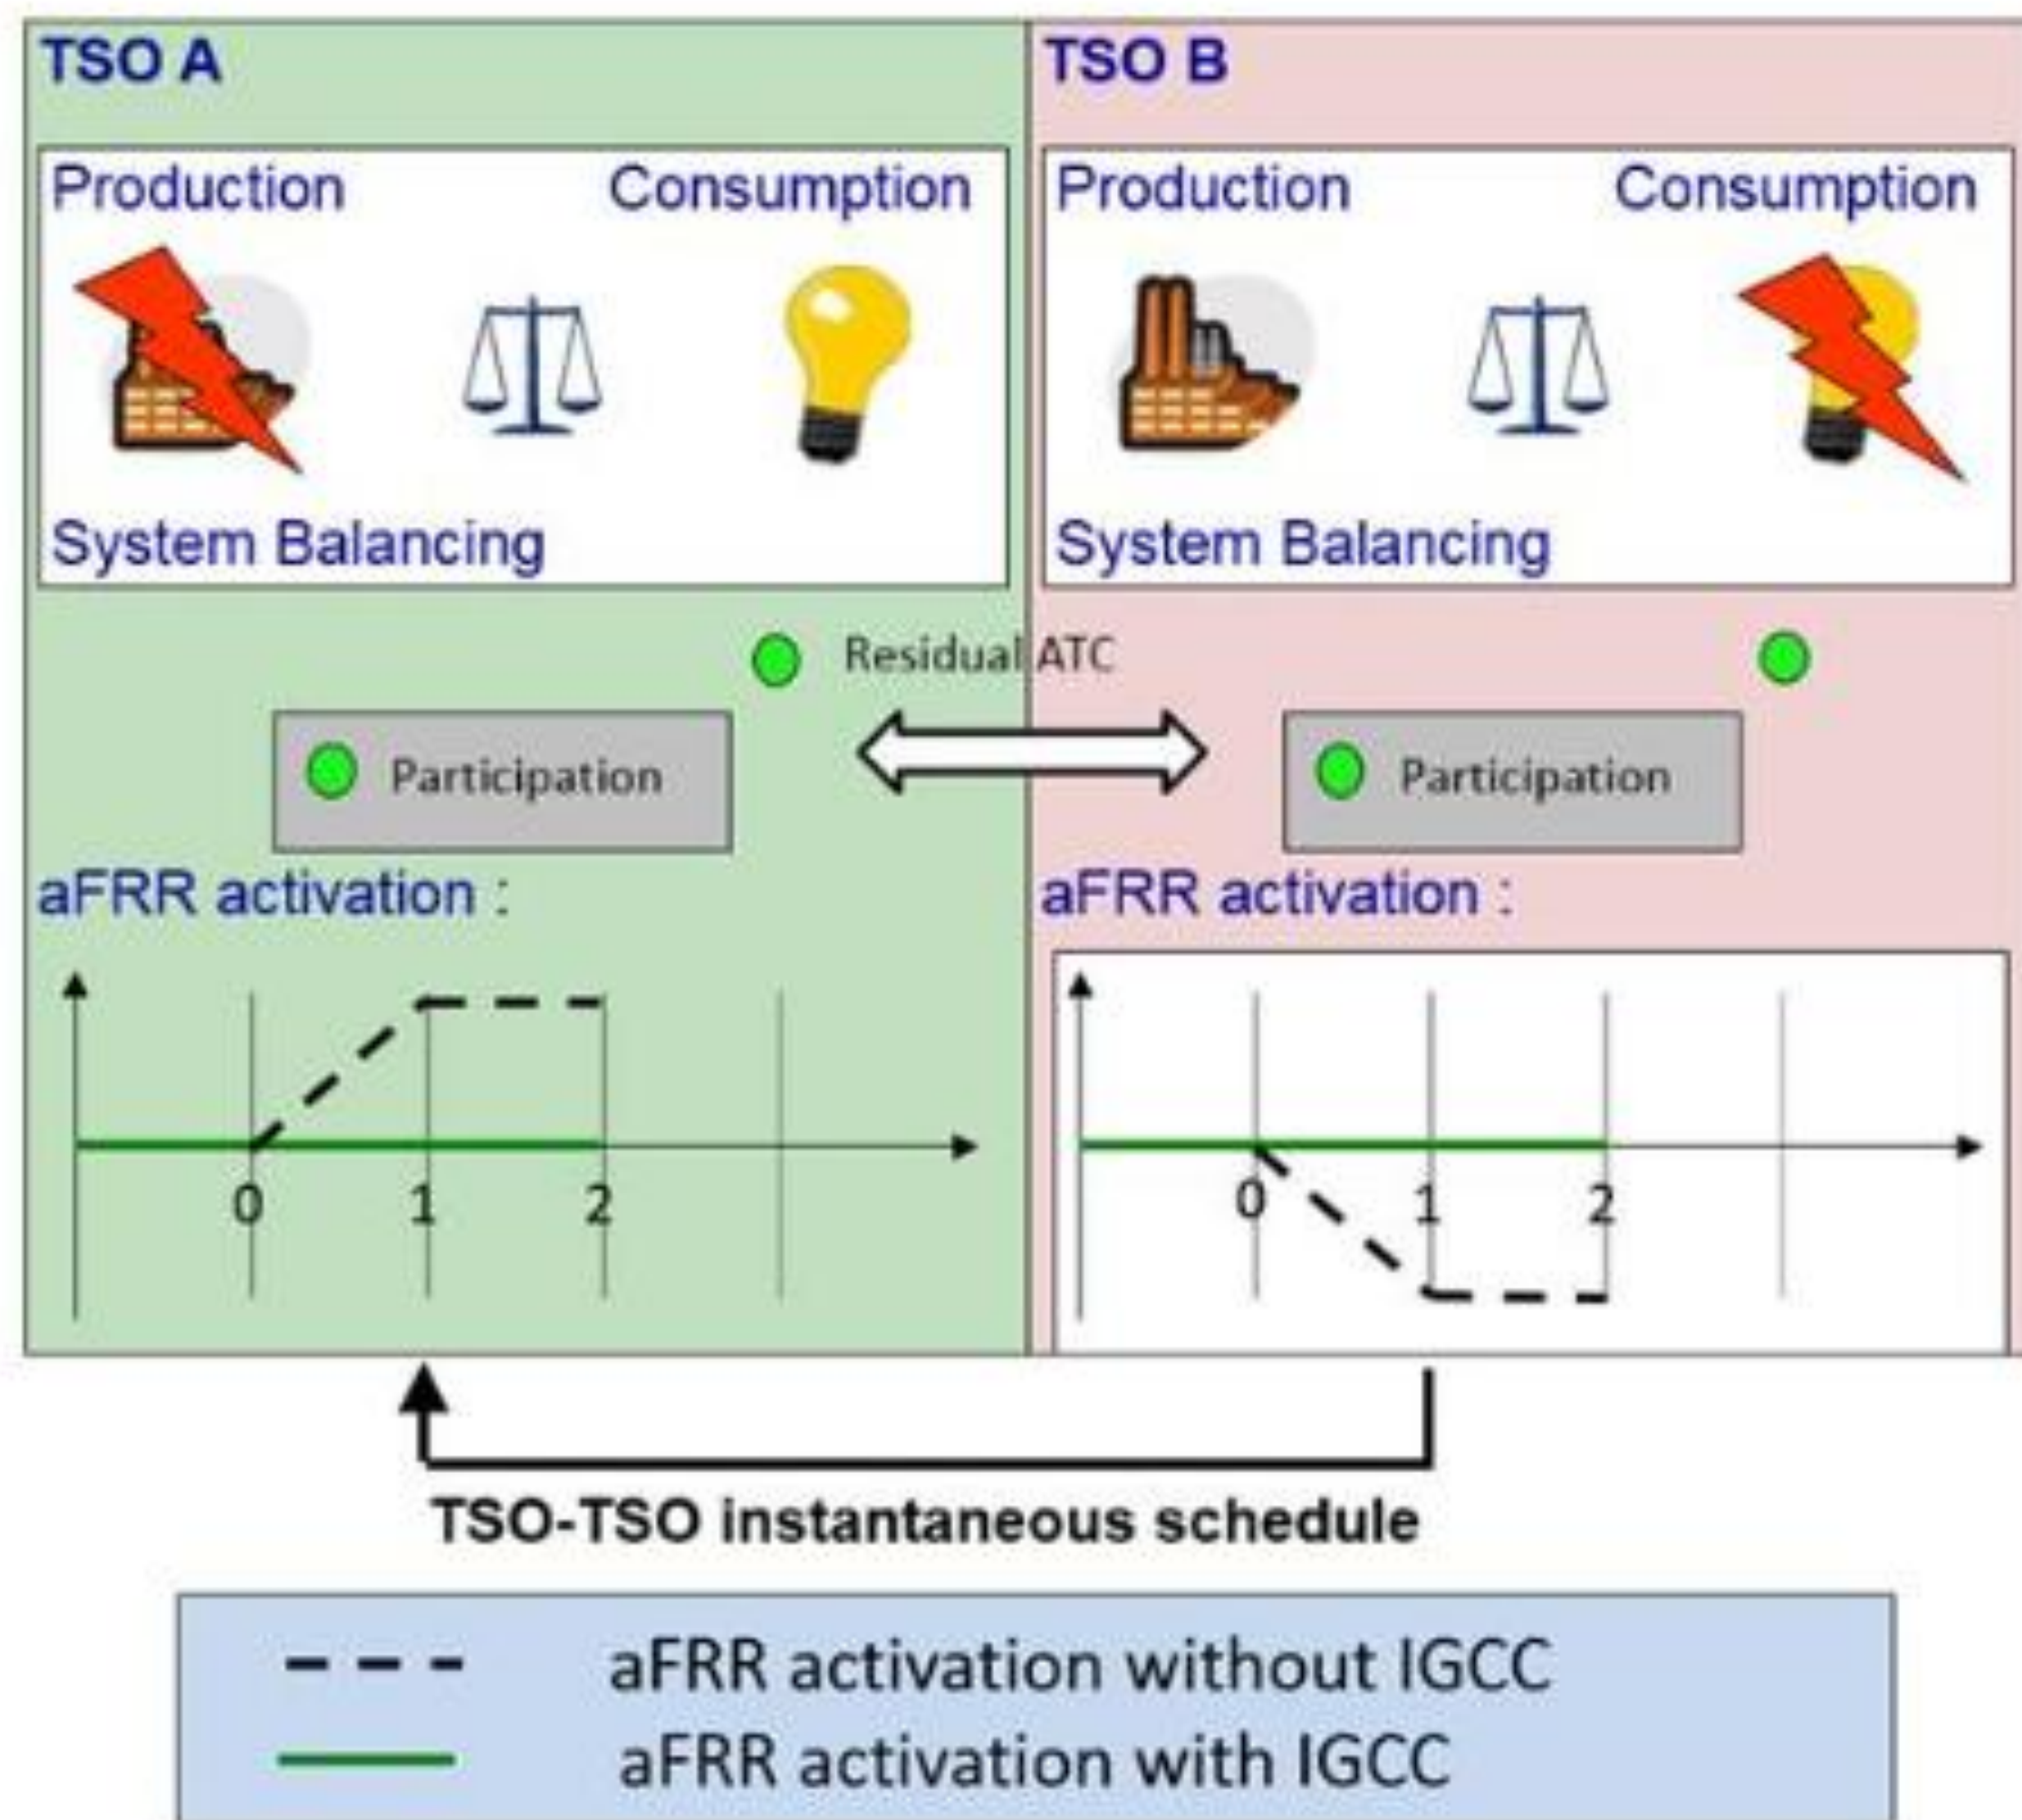 TSO A
TSO B
Production Consumption
Production Consumption
System Balancing
System Balancing
Residual ATC
Participation
Participation
aFRR activation :
aFRR activation :
0 1 2
0 1 2
TSO-TSO instantaneous schedule
aFRR activation without IGCC
aFRR activation with IGCC